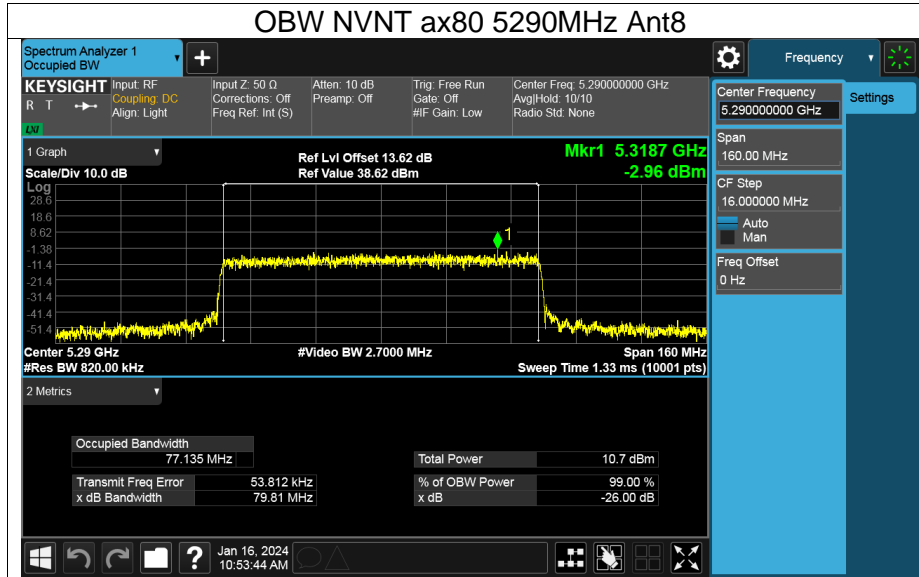 OBW NVNT ax80 5290MHz Ant8
Spectrum Analyzer 1
Occupied BW
+
Frequency
KEYSIGHT
R T
LXI
Input: RF
Coupling: DC
Align: Light
Input Z: 50 Ω
Corrections: Off
Freq Ref: Int (S)
Atten: 10 dB
Preamp: Off
Trig: Free Run
Gate: Off
#IF Gain: Low
Center Freq: 5.290000000 GHz
Avg|Hold: 10/10
Radio Std: None
Center Frequency
5.290000000 GHz
Settings
Span
160.00 MHz
CF Step
16.000000 MHz
Auto
Man
Freq Offset
0 Hz
1 Graph
Scale/Div 10.0 dB
Ref Lvl Offset 13.62 dB
Ref Value 38.62 dBm
Mkr1 5.3187 GHz
-2.96 dBm
Log
28.6
18.6
8.62
-1.38
-11.4
-21.4
-31.4
-41.4
-51.4
1
Center 5.29 GHz
#Video BW 2.7000 MHz
Span 160 MHz
#Res BW 820.00 kHz
Sweep Time 1.33 ms (10001 pts)
2 Metrics
Occupied Bandwidth
77.135 MHz
Total Power 10.7 dBm
Transmit Freq Error 53.812 kHz
% of OBW Power 99.00 %
x dB Bandwidth 79.81 MHz
x dB -26.00 dB
?
Jan 16, 2024
10:53:44 AM